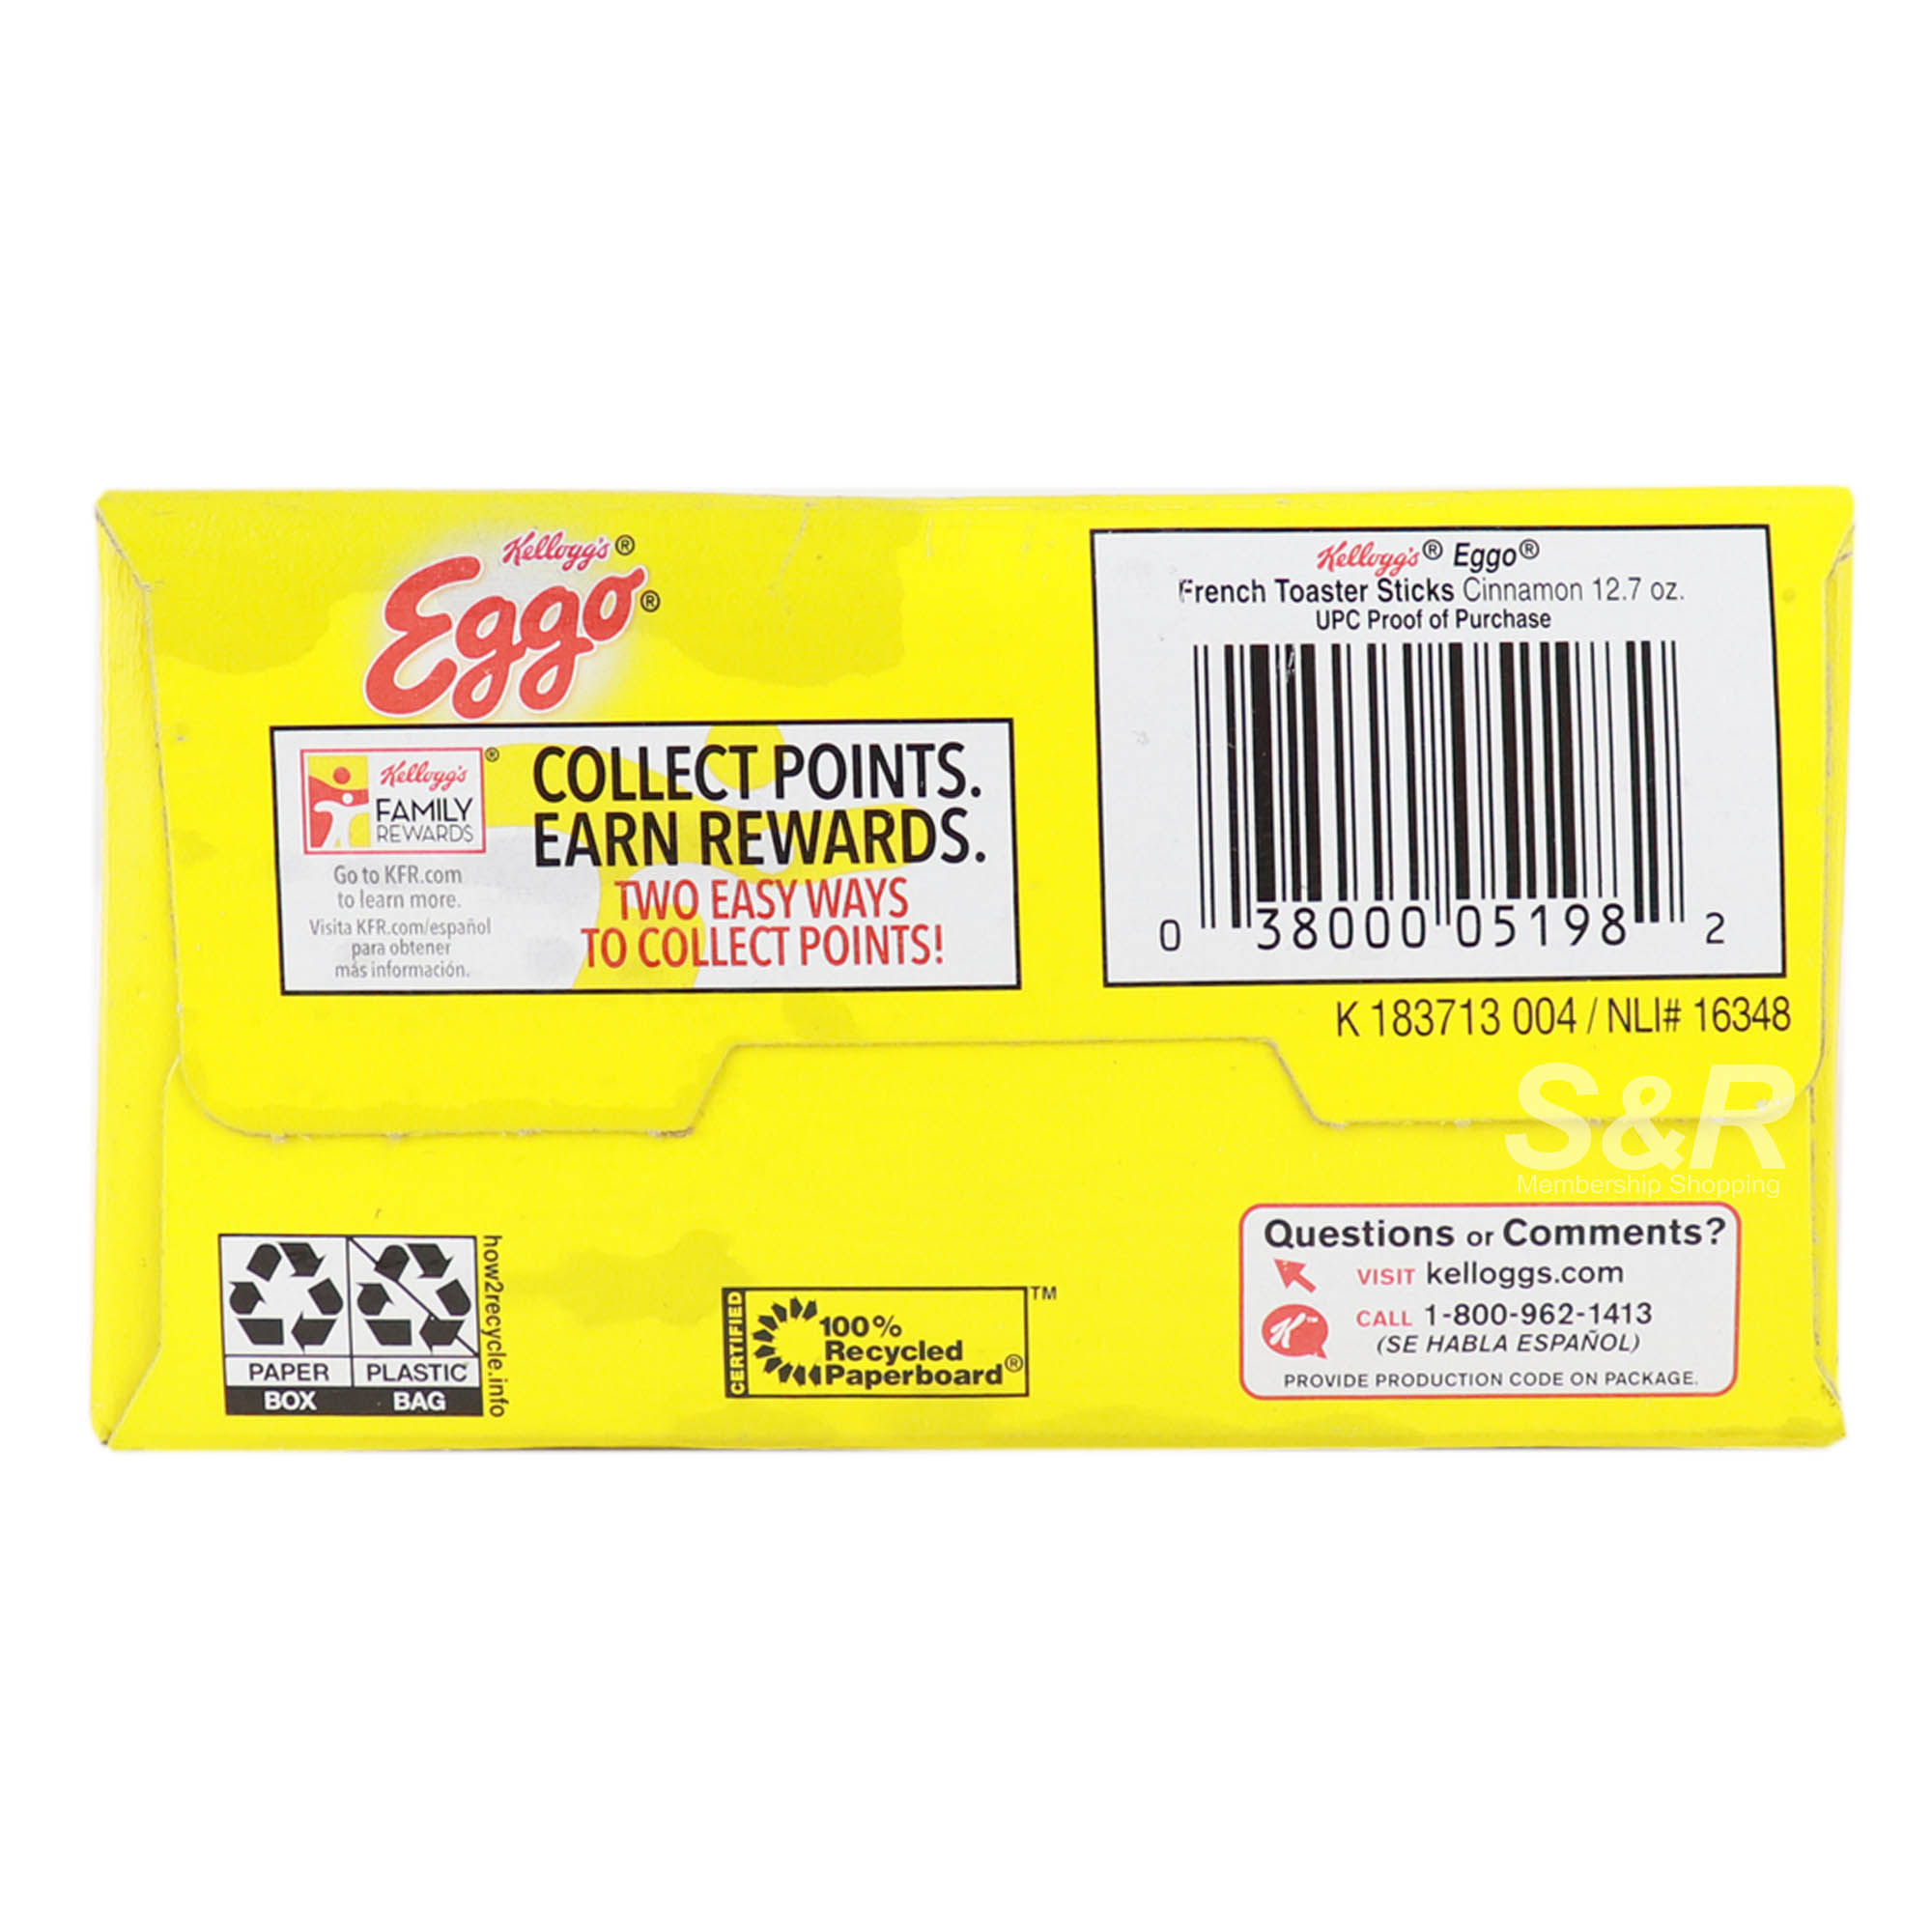 Kellogg's®
Eggo®
Kellogg's®
FAMILY
REWARDS
Go to KFR.com
to learn more.
Visita KFR.com/español
para obtener
más información.
COLLECT POINTS.
EARN REWARDS.
TWO EASY WAYS
TO COLLECT POINTS!
Kellogg's® Eggo®
French Toaster Sticks Cinnamon 12.7 oz.
UPC Proof of Purchase
0 38000 05198 2
K 183713 004 / NLI# 16348
S&R
Membership Shopping
PAPER
BOX
PLASTIC
BAG
how2recycle.info
CERTIFIED
100%
Recycled
Paperboard®
TM
Questions or Comments?
VISIT kelloggs.com
K™
CALL 1-800-962-1413
(SE HABLA ESPAÑOL)
PROVIDE PRODUCTION CODE ON PACKAGE.